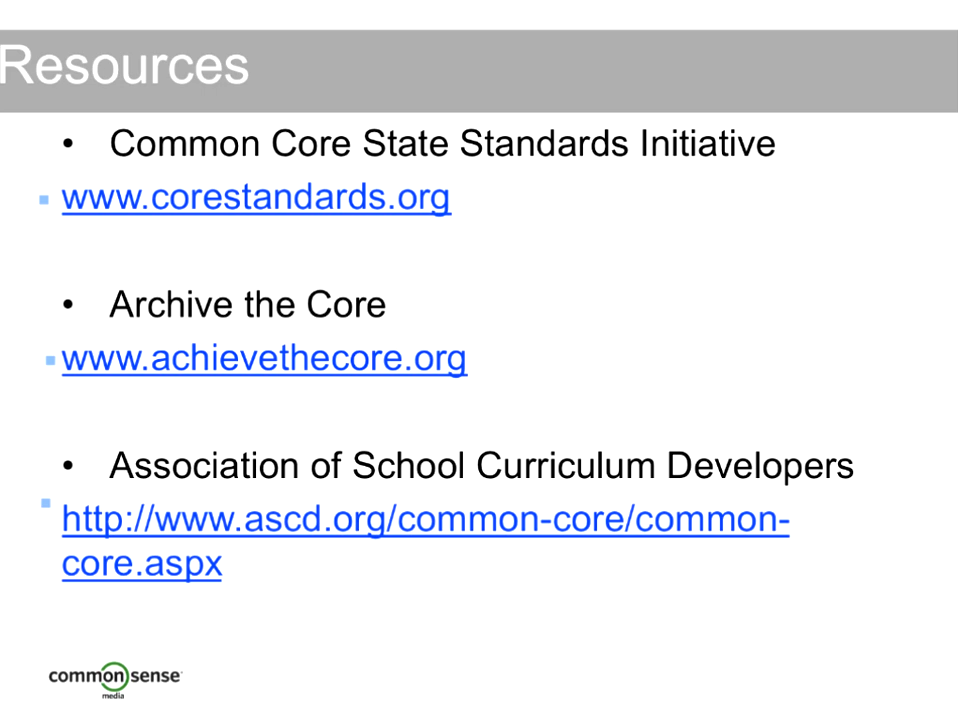 Resources
• Common Core State Standards Initiative
www.corestandards.org
• Archive the Core
www.achievethecore.org
• Association of School Curriculum Developers
http://www.ascd.org/common-core/common-
core.aspx
common sense
media